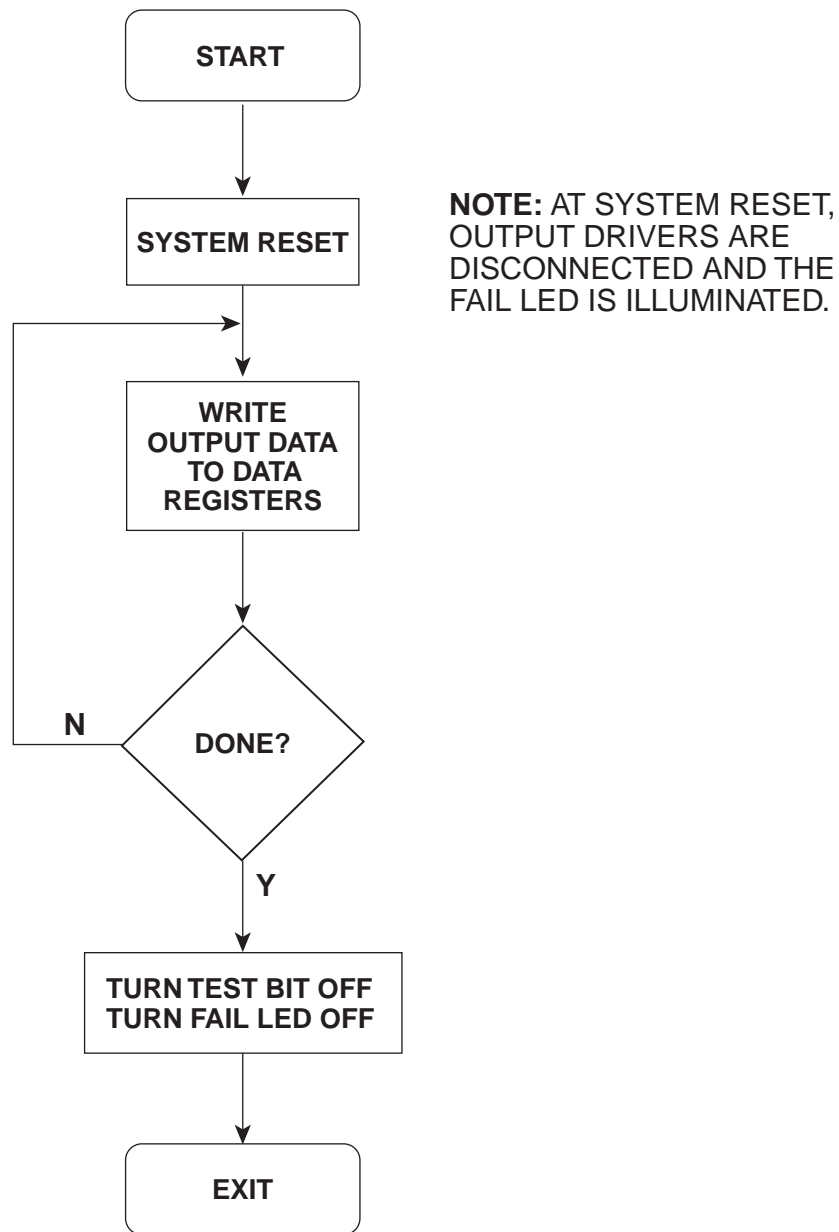 START
SYSTEM RESET
NOTE: AT SYSTEM RESET,
OUTPUT DRIVERS ARE
DISCONNECTED AND THE
FAIL LED IS ILLUMINATED.
WRITE
OUTPUT DATA
TO DATA
REGISTERS
DONE?
N
Y
TURN TEST BIT OFF
TURN FAIL LED OFF
EXIT